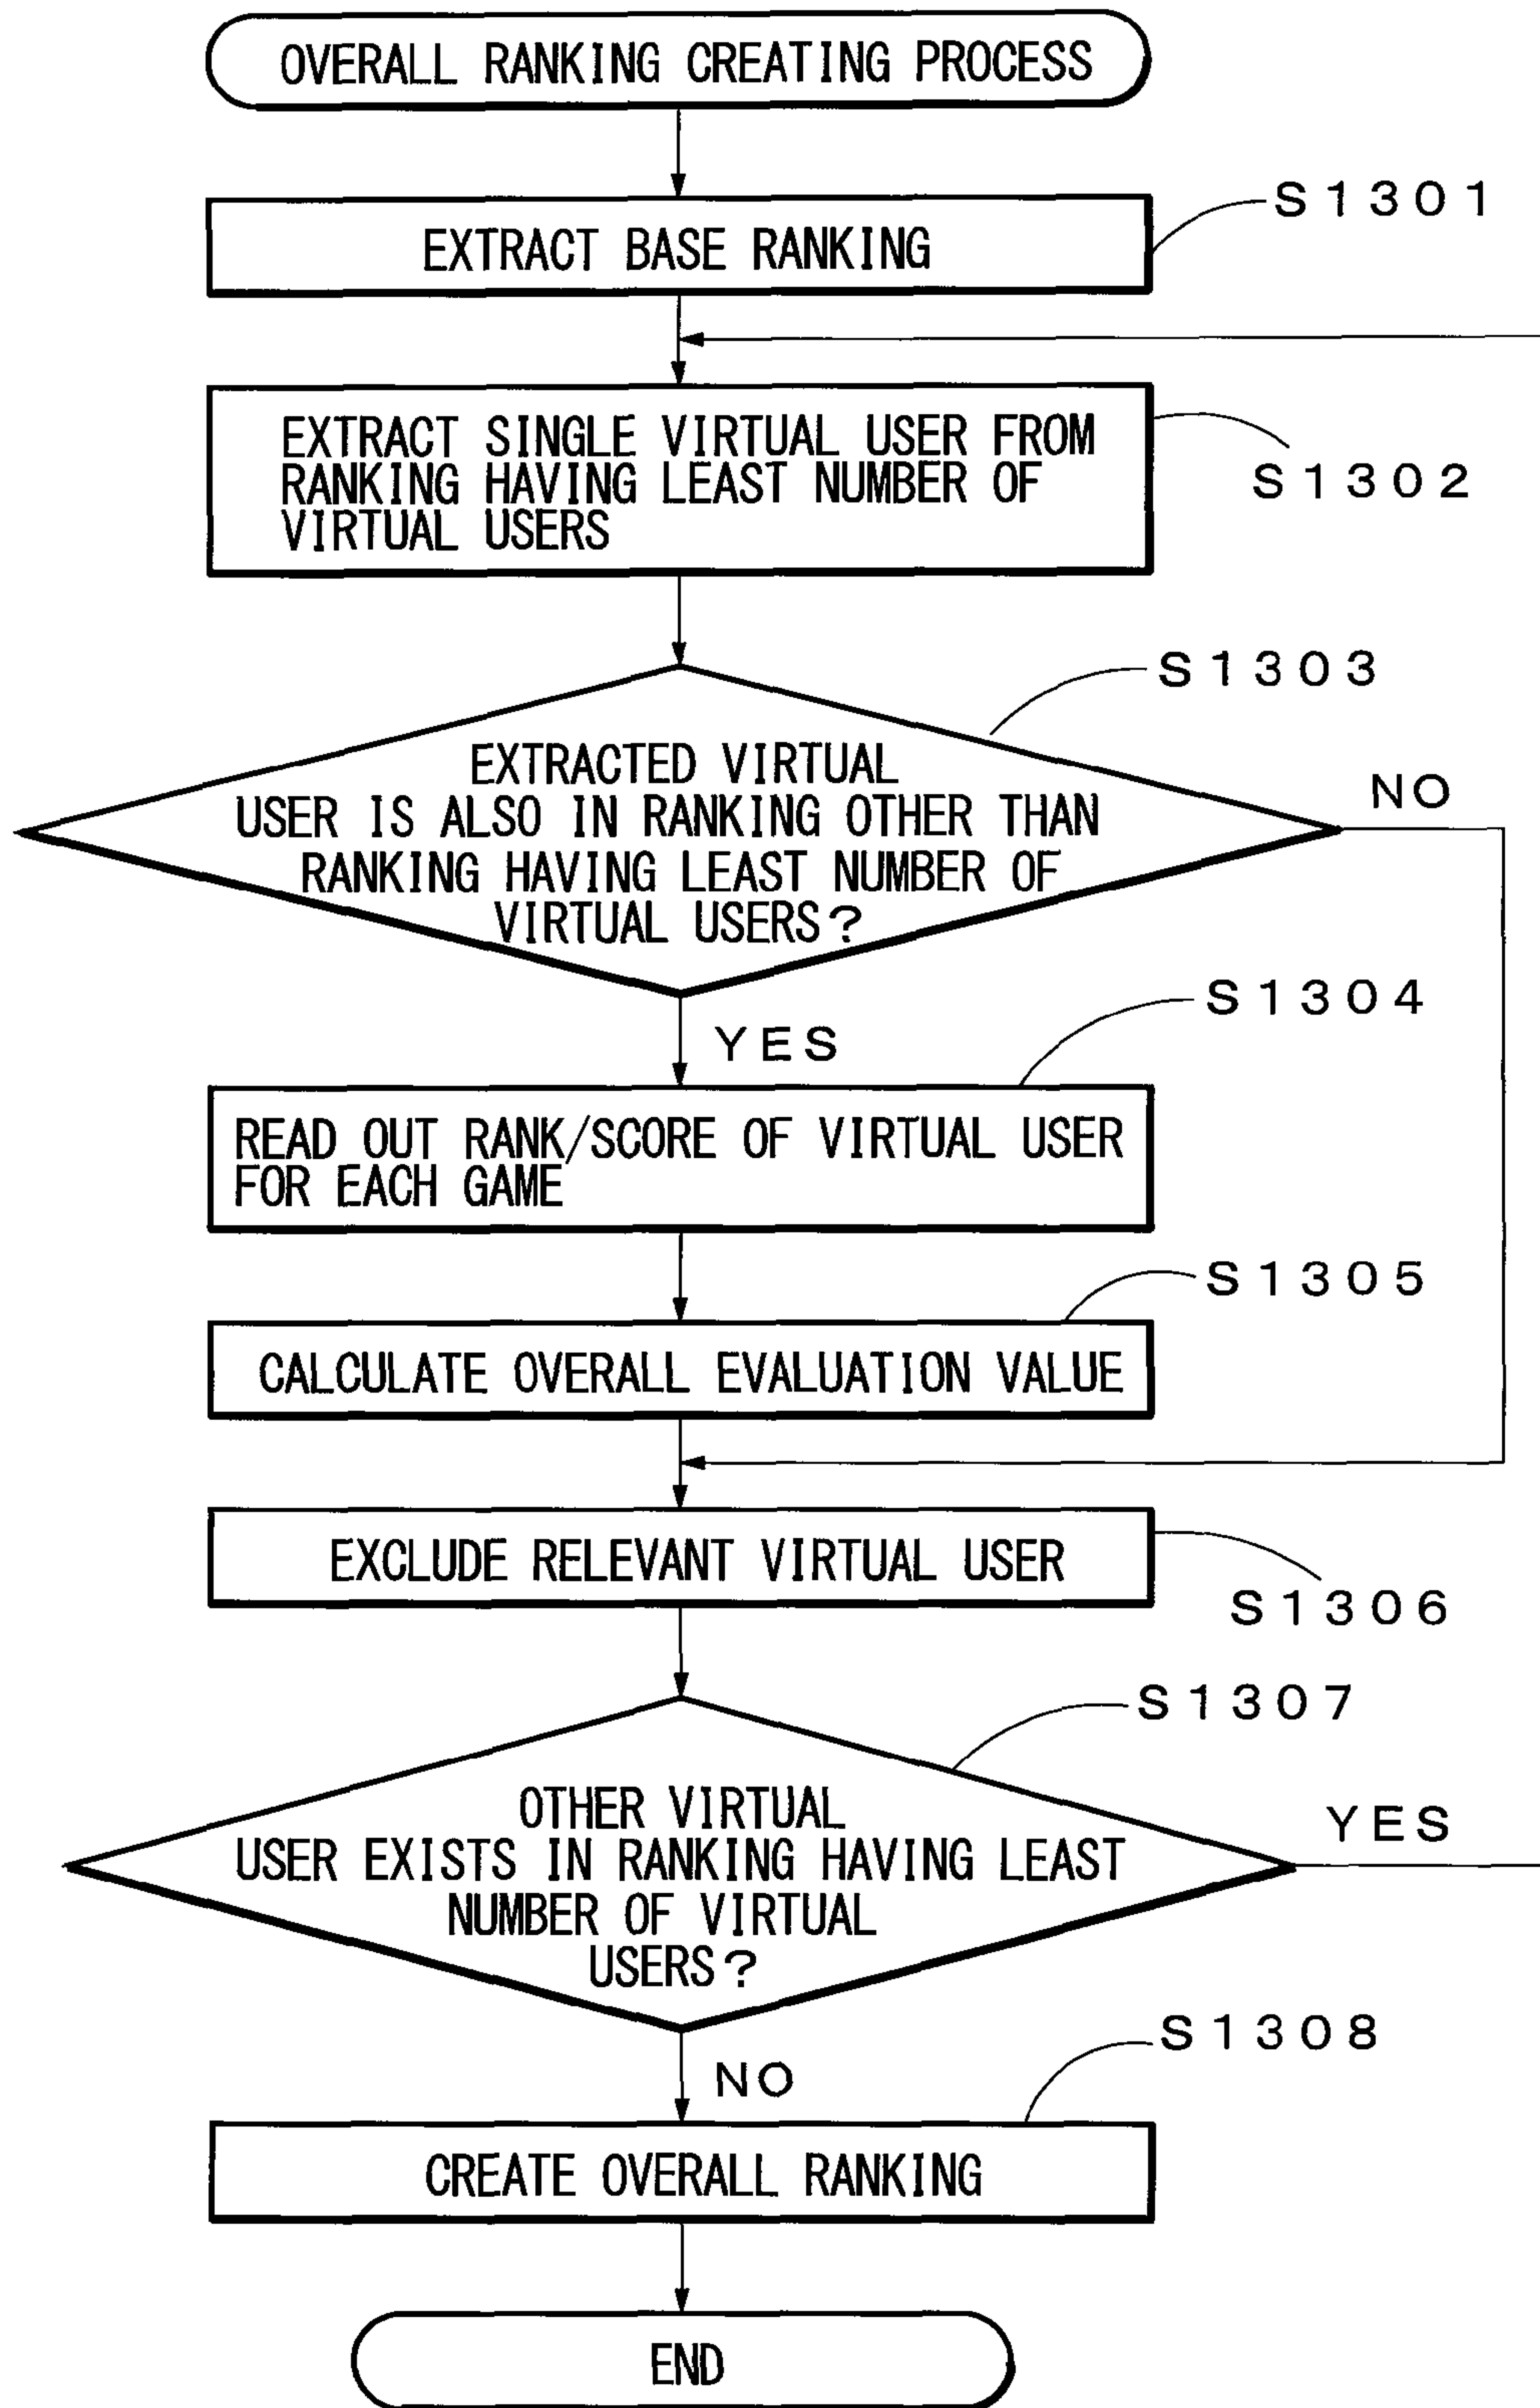 OVERALL RANKING CREATING PROCESS
S1301
EXTRACT BASE RANKING
EXTRACT SINGLE VIRTUAL USER FROM
RANKING HAVING LEAST NUMBER OF
VIRTUAL USERS
S1302
S1303
EXTRACTED VIRTUAL
USER IS ALSO IN RANKING OTHER THAN
RANKING HAVING LEAST NUMBER OF
VIRTUAL USERS?
NO
S1304
YES
READ OUT RANK/SCORE OF VIRTUAL USER
FOR EACH GAME
S1305
CALCULATE OVERALL EVALUATION VALUE
EXCLUDE RELEVANT VIRTUAL USER
S1306
S1307
OTHER VIRTUAL
USER EXISTS IN RANKING HAVING LEAST
NUMBER OF VIRTUAL
USERS?
YES
S1308
NO
CREATE OVERALL RANKING
END